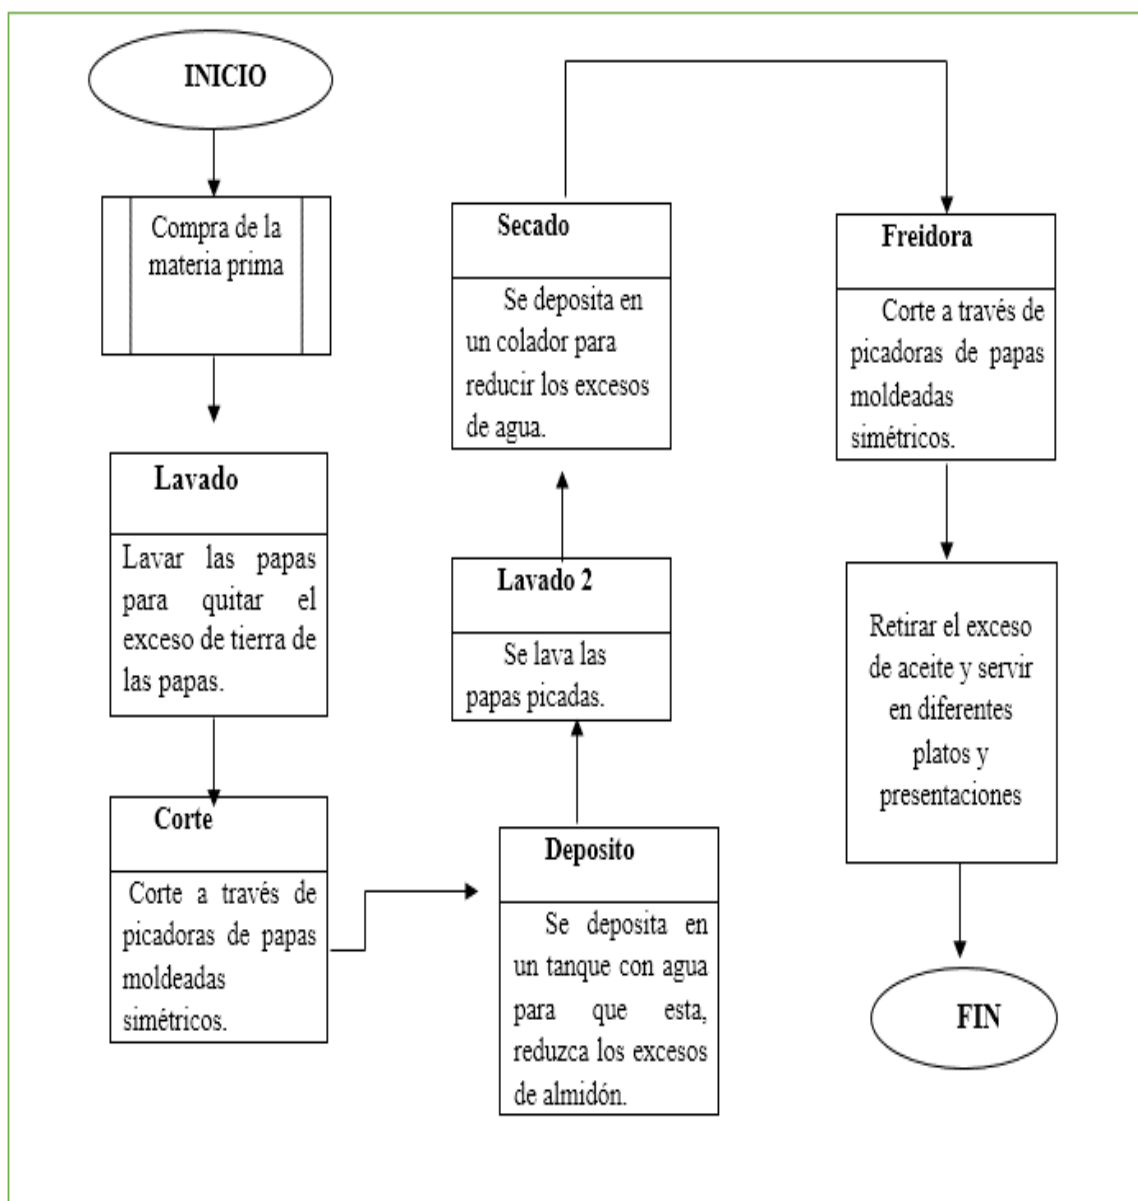 INICIO
Compra de la
materia prima
Lavado
Lavar las papas
para quitar el
exceso de tierra de
las papas.
Corte
Corte a través de
picadoras de papas
moldeadas
simétricos.
Deposito
Se deposita en
un tanque con agua
para que esta,
reduzca los excesos
de almidón.
Lavado 2
Se lava las
papas picadas.
Secado
Se deposita en
un colador para
reducir los excesos
de agua.
Freidora
Corte a través de
picadoras de papas
moldeadas
simétricos.
Retirar el exceso
de aceite y servir
en diferentes
platos y
presentaciones
FIN